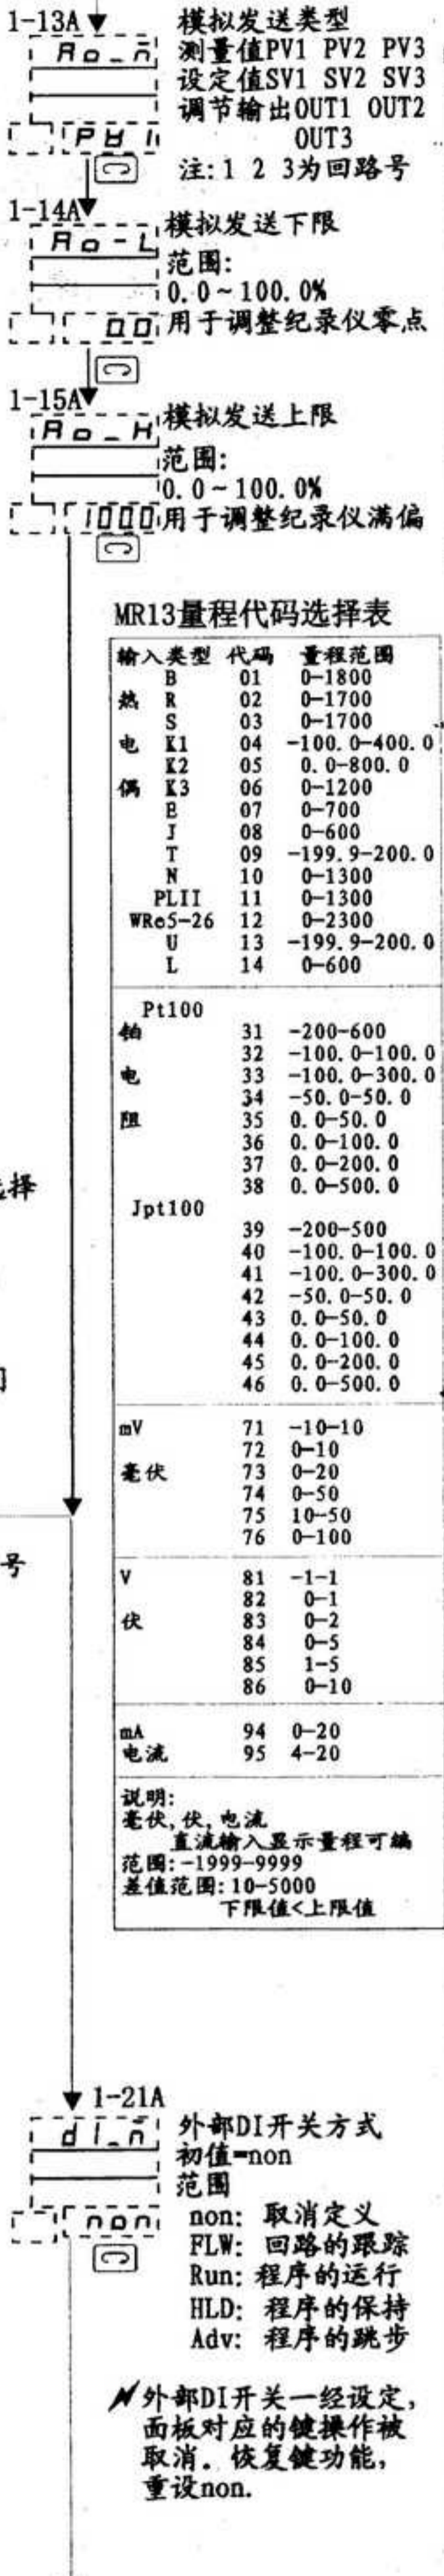 1-13A
模拟发送类型
Ao_n
测量值PV1 PV2 PV3
设定值SV1 SV2 SV3
调节输出OUT1 OUT2
OUT3
PV1
注:1 2 3为回路号
1-14A
模拟发送下限
Ao-L
范围:
0.0~100.0%
0.0 用于调整纪录仪零点
1-15A
模拟发送上限
Ao_H
范围:
0.0~100.0%
100.0 用于调整纪录仪满偏
MR13量程代码选择表
输入类型 代码 量程范围
B 01 0-1800
热 R 02 0-1700
S 03 0-1700
电 K1 04 -100.0-400.0
K2 05 0.0-800.0
偶 K3 06 0-1200
E 07 0-700
J 08 0-600
T 09 -199.9-200.0
N 10 0-1300
PLII 11 0-1300
WRe5-26 12 0-2300
U 13 -199.9-200.0
L 14 0-600
Pt100
铂 31 -200-600
32 -100.0-100.0
电 33 -100.0-300.0
34 -50.0-50.0
阻 35 0.0-50.0
36 0.0-100.0
37 0.0-200.0
38 0.0-500.0
择
Jpt100
39 -200-500
40 -100.0-100.0
41 -100.0-300.0
42 -50.0-50.0
43 0.0-50.0
44 0.0-100.0
45 0.0-200.0
46 0.0-500.0
mV 71 -10-10
72 0-10
毫伏 73 0-20
74 0-50
75 10-50
76 0-100
号
V 81 -1-1
82 0-1
伏 83 0-2
84 0-5
85 1-5
86 0-10
mA 94 0-20
电流 95 4-20
说明:
毫伏,伏,电流
直流输入显示量程可编
范围:-1999-9999
差值范围:10-5000
下限值<上限值
1-21A
dI_n
外部DI开关方式
初值=non
范围
non
non: 取消定义
FLW: 回路的跟踪
Run: 程序的运行
HLD: 程序的保持
Adv: 程序的跳步
外部DI开关一经设定,
面板对应的键操作被
取消。恢复键功能,
重设non.